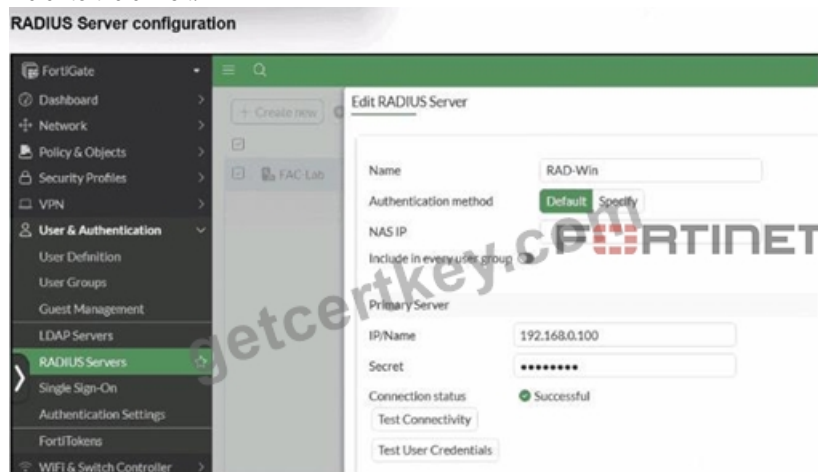 RADIUS Server configuration
FortiGate
Dashboard
Network
Policy & Objects
Security Profiles
VPN
User & Authentication
User Definition
User Groups
Guest Management
LDAP Servers
RADIUS Servers
Single Sign-On
Authentication Settings
FortiTokens
WiFi & Switch Controller
+ Create new
FAC-Lab
Edit RADIUS Server
Name RAD-Win
Authentication method Default Specify
NAS IP
Include in every user group
Primary Server
IP/Name 192.168.0.100
Secret ••••••••
Connection status Successful
Test Connectivity
Test User Credentials
getcertkey.com
FORTINET